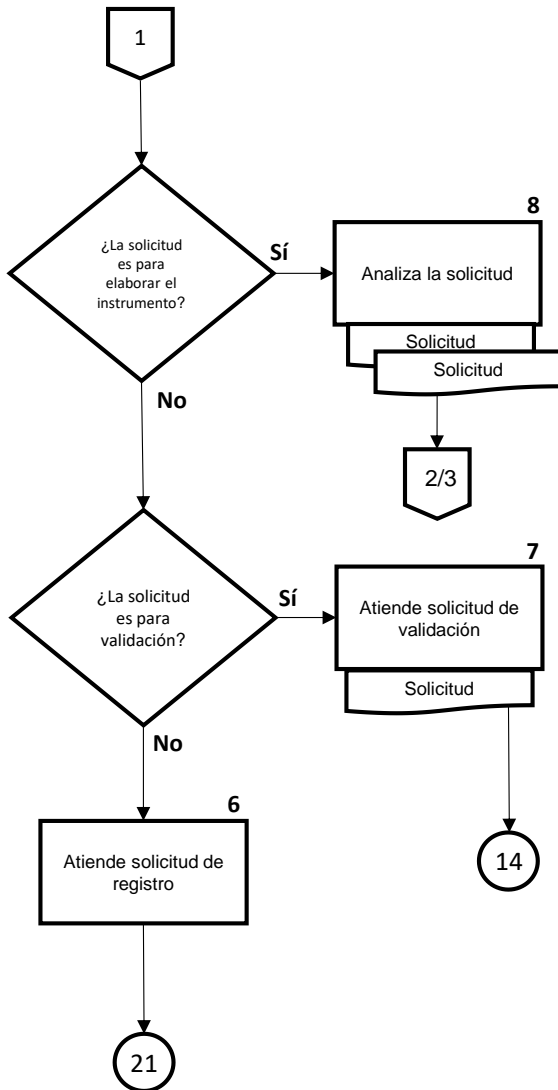 1
¿La solicitud
es para
elaborar el
instrumento?
Sí
8
Analiza la solicitud
Solicitud
Solicitud
2/3
No
¿La solicitud
es para
validación?
Sí
7
Atiende solicitud de
validación
Solicitud
14
No
6
Atiende solicitud de
registro
21